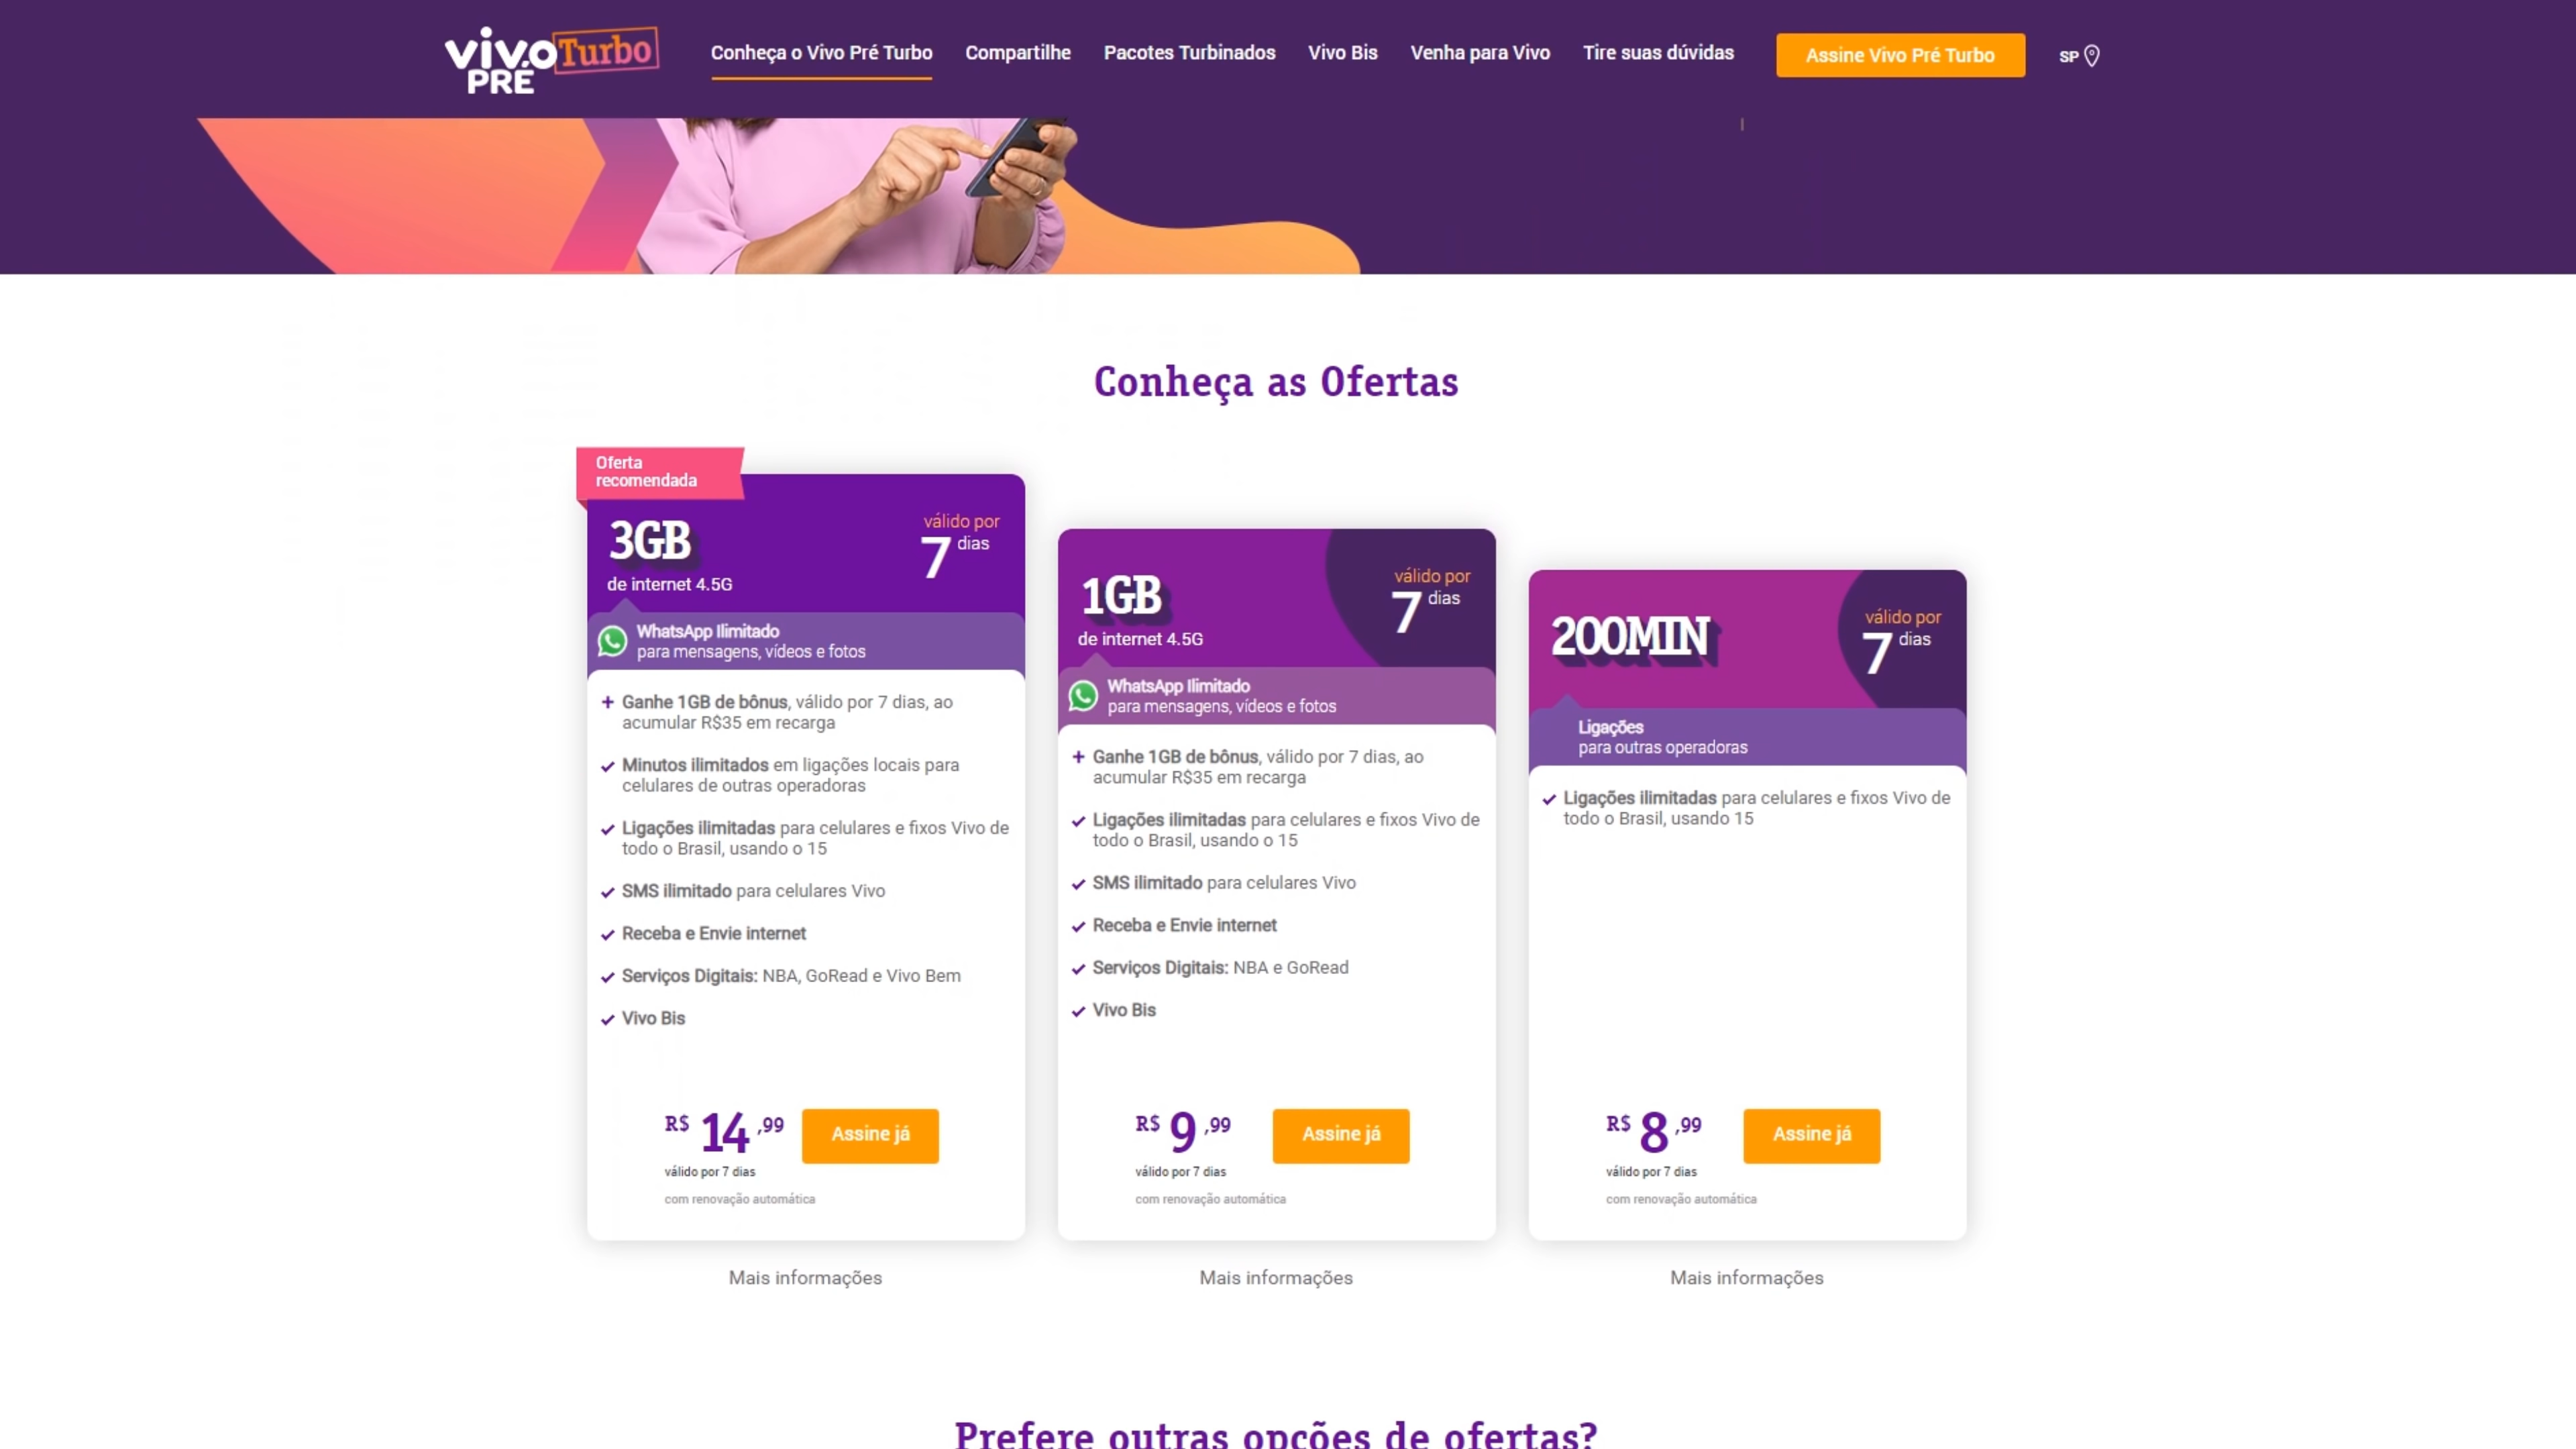 vivo Turbo
PRÉ
Conheça o Vivo Pré Turbo
Compartilhe
Pacotes Turbinados
Vivo Bis
Venha para Vivo
Tire suas dúvidas
Assine Vivo Pré Turbo
SP
Conheça as Ofertas
Oferta
recomendada
3GB
de internet 4.5G
válido por
7 dias
WhatsApp Ilimitado
para mensagens, vídeos e fotos
+ Ganhe 1GB de bônus, válido por 7 dias, ao
acumular R$35 em recarga
Minutos ilimitados em ligações locais para
celulares de outras operadoras
Ligações ilimitadas para celulares e fixos Vivo de
todo o Brasil, usando o 15
SMS ilimitado para celulares Vivo
Receba e Envie internet
Serviços Digitais: NBA, GoRead e Vivo Bem
Vivo Bis
R$ 14,99
válido por 7 dias
com renovação automática
Assine já
Mais informações
1GB
de internet 4.5G
válido por
7 dias
WhatsApp Ilimitado
para mensagens, vídeos e fotos
+ Ganhe 1GB de bônus, válido por 7 dias, ao
acumular R$35 em recarga
Ligações ilimitadas para celulares e fixos Vivo de
todo o Brasil, usando o 15
SMS ilimitado para celulares Vivo
Receba e Envie internet
Serviços Digitais: NBA e GoRead
Vivo Bis
R$ 9,99
válido por 7 dias
com renovação automática
Assine já
Mais informações
200MIN
válido por
7 dias
Ligações
para outras operadoras
Ligações ilimitadas para celulares e fixos Vivo de
todo o Brasil, usando 15
R$ 8,99
válido por 7 dias
com renovação automática
Assine já
Mais informações
Prefere outras opções de ofertas?